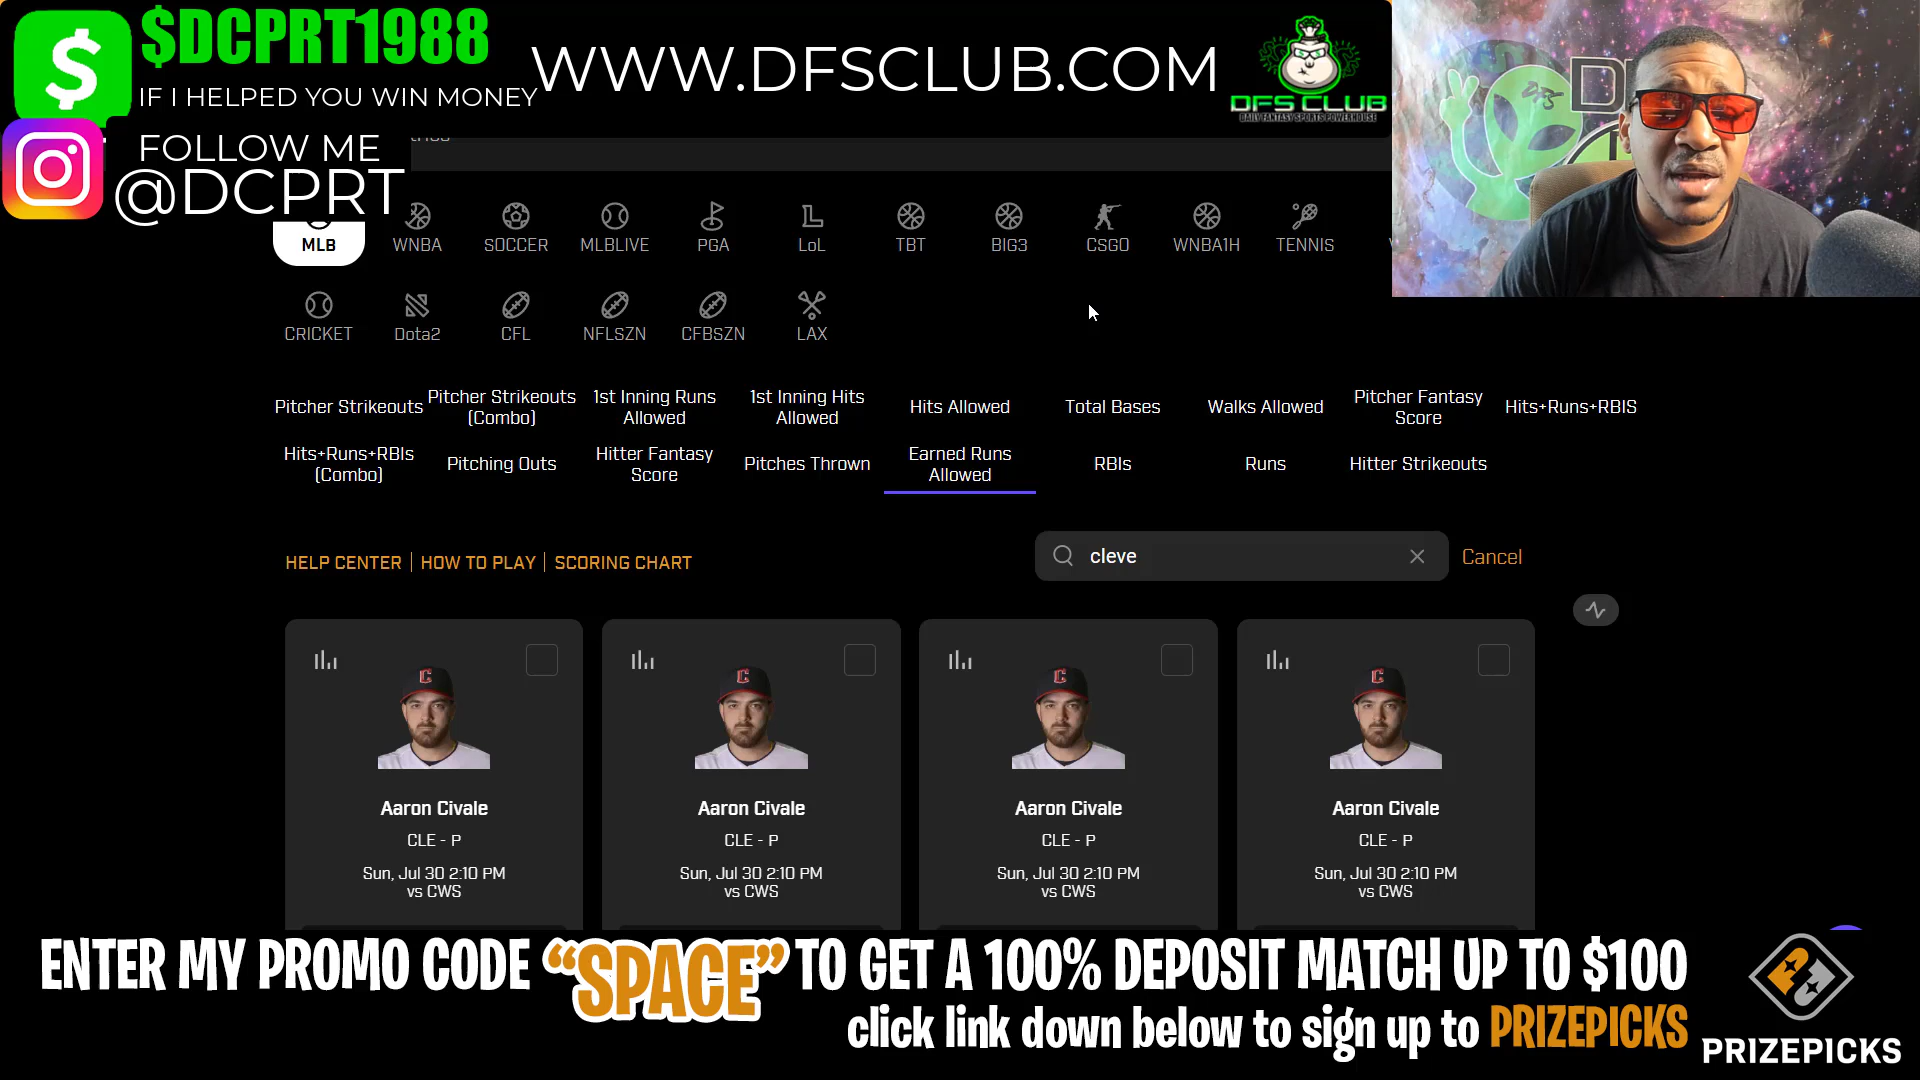 $DCPRT1988
IF I HELPED YOU WIN MONEY
WWW.DFSCLUB.COM
DFS CLUB
DAILY FANTASY SPORTS POWERHOUSE
FOLLOW ME
@DCPRT
MLB
WNBA
SOCCER
MLBLIVE
PGA
LoL
TBT
BIG3
CSGO
WNBA1H
TENNIS
CRICKET
Dota2
CFL
NFLSZN
CFBSZN
LAX
Pitcher Strikeouts
Pitcher Strikeouts
(Combo)
1st Inning Runs
Allowed
1st Inning Hits
Allowed
Hits Allowed
Total Bases
Walks Allowed
Pitcher Fantasy
Score
Hits+Runs+RBIS
Hits+Runs+RBIs
(Combo)
Pitching Outs
Hitter Fantasy
Score
Pitches Thrown
Earned Runs
Allowed
RBIs
Runs
Hitter Strikeouts
HELP CENTER
HOW TO PLAY
SCORING CHART
cleve
Cancel
Aaron Civale
CLE - P
Sun, Jul 30 2:10 PM
vs CWS
Aaron Civale
CLE - P
Sun, Jul 30 2:10 PM
vs CWS
Aaron Civale
CLE - P
Sun, Jul 30 2:10 PM
vs CWS
Aaron Civale
CLE - P
Sun, Jul 30 2:10 PM
vs CWS
ENTER MY PROMO CODE “SPACE” TO GET A 100% DEPOSIT MATCH UP TO $100
click link down below to sign up to PRIZEPICKS
PRIZEPICKS